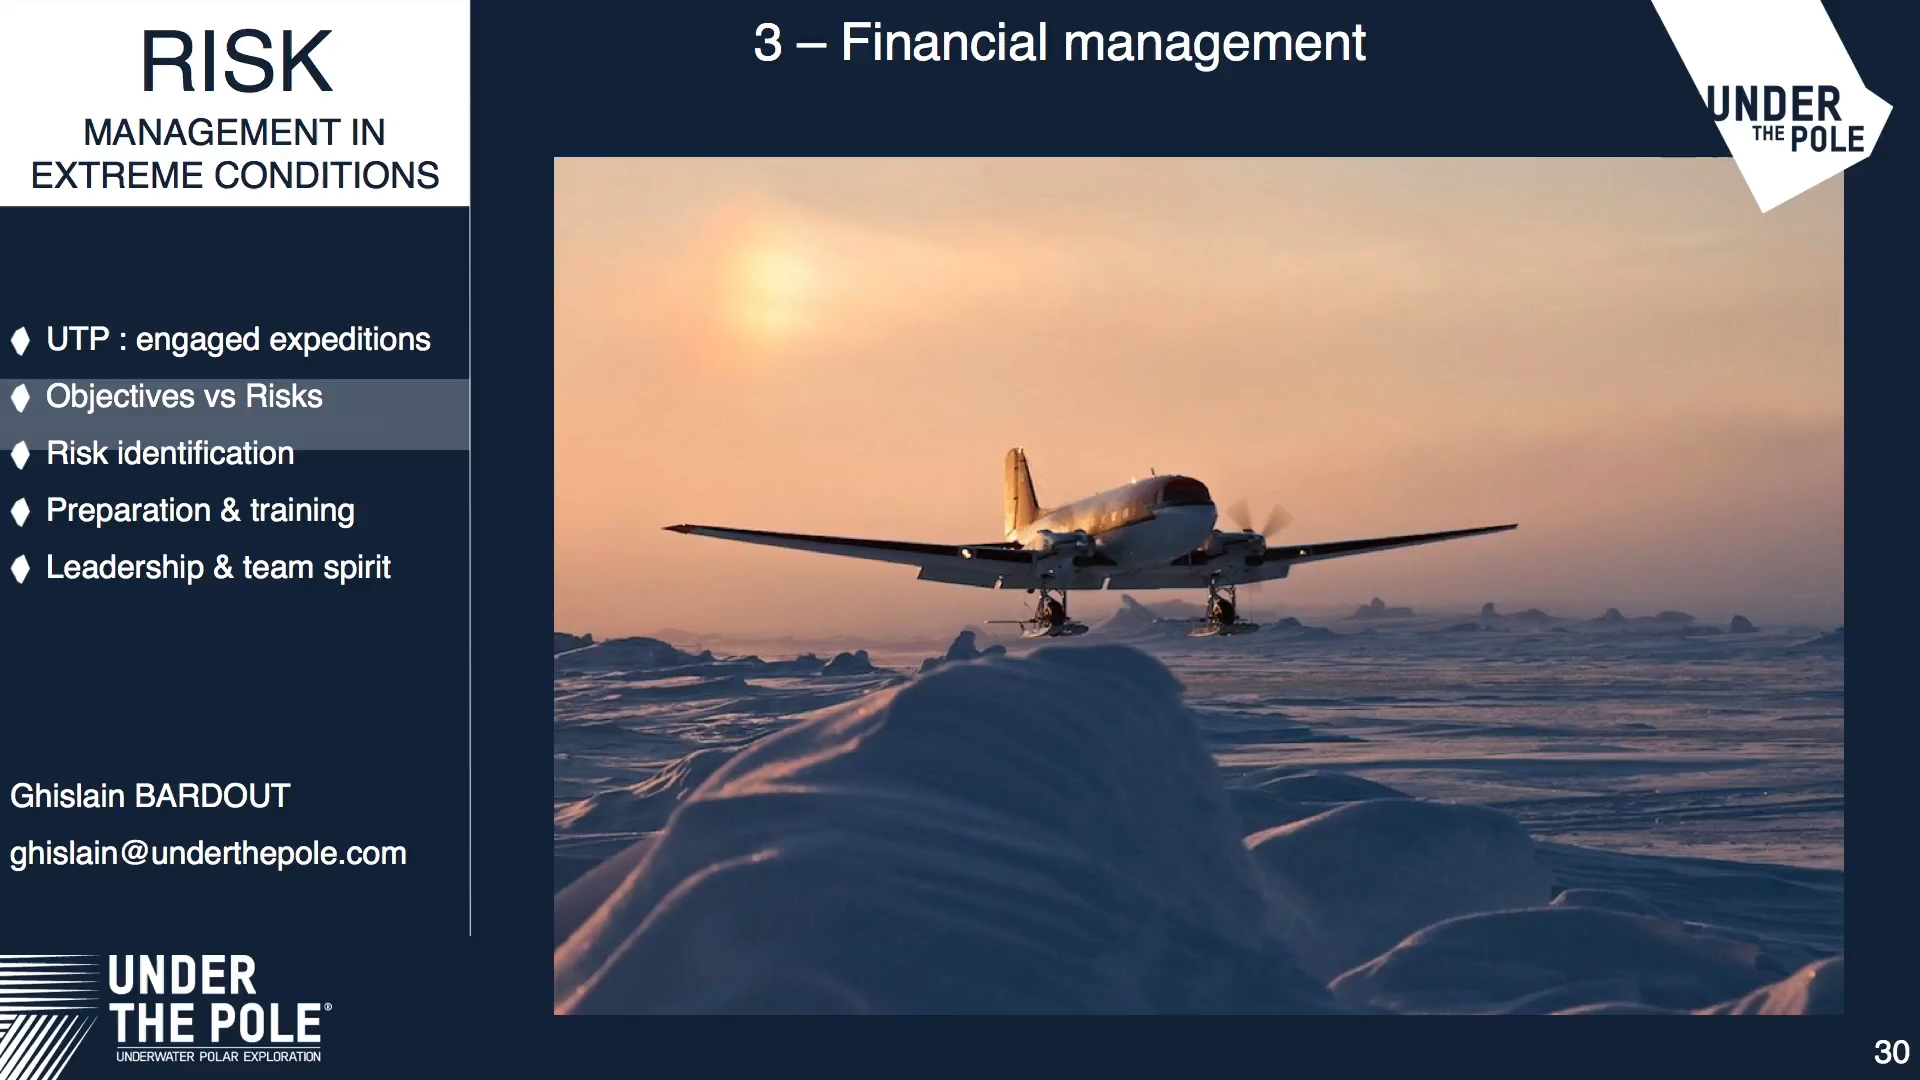 RISK
MANAGEMENT IN
EXTREME CONDITIONS
3 – Financial management
UNDER
THE POLE
UTP : engaged expeditions
Objectives vs Risks
Risk identification
Preparation & training
Leadership & team spirit
Ghislain BARDOUT
ghislain@underthepole.com
UNDER
THE POLE®
UNDERWATER POLAR EXPLORATION
30